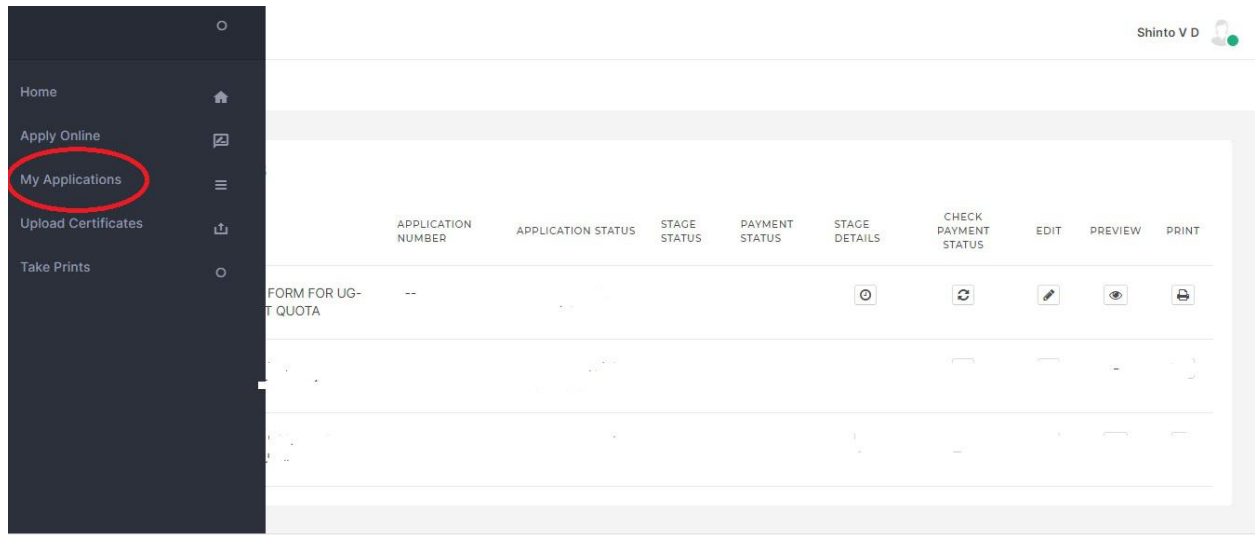 Shinto V D
Home
Apply Online
My Applications
Upload Certificates
Take Prints
APPLICATION NUMBER
APPLICATION STATUS
STAGE STATUS
PAYMENT STATUS
STAGE DETAILS
CHECK PAYMENT STATUS
EDIT
PREVIEW
PRINT
FORM FOR UG-
T QUOTA
--